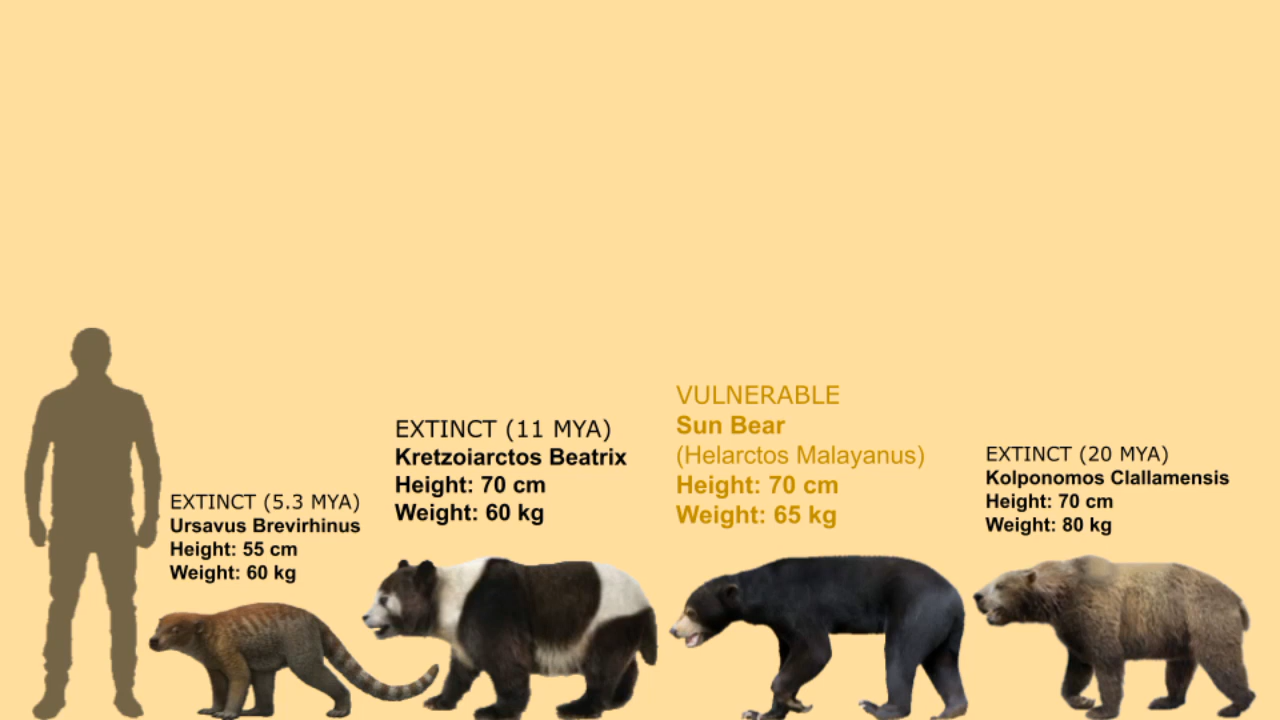 EXTINCT (5.3 MYA)
Ursavus Brevirhinus
Height: 55 cm
Weight: 60 kg
EXTINCT (11 MYA)
Kretzoiarctos Beatrix
Height: 70 cm
Weight: 60 kg
VULNERABLE
Sun Bear
(Helarctos Malayanus)
Height: 70 cm
Weight: 65 kg
EXTINCT (20 MYA)
Kolponomos Clallamensis
Height: 70 cm
Weight: 80 kg